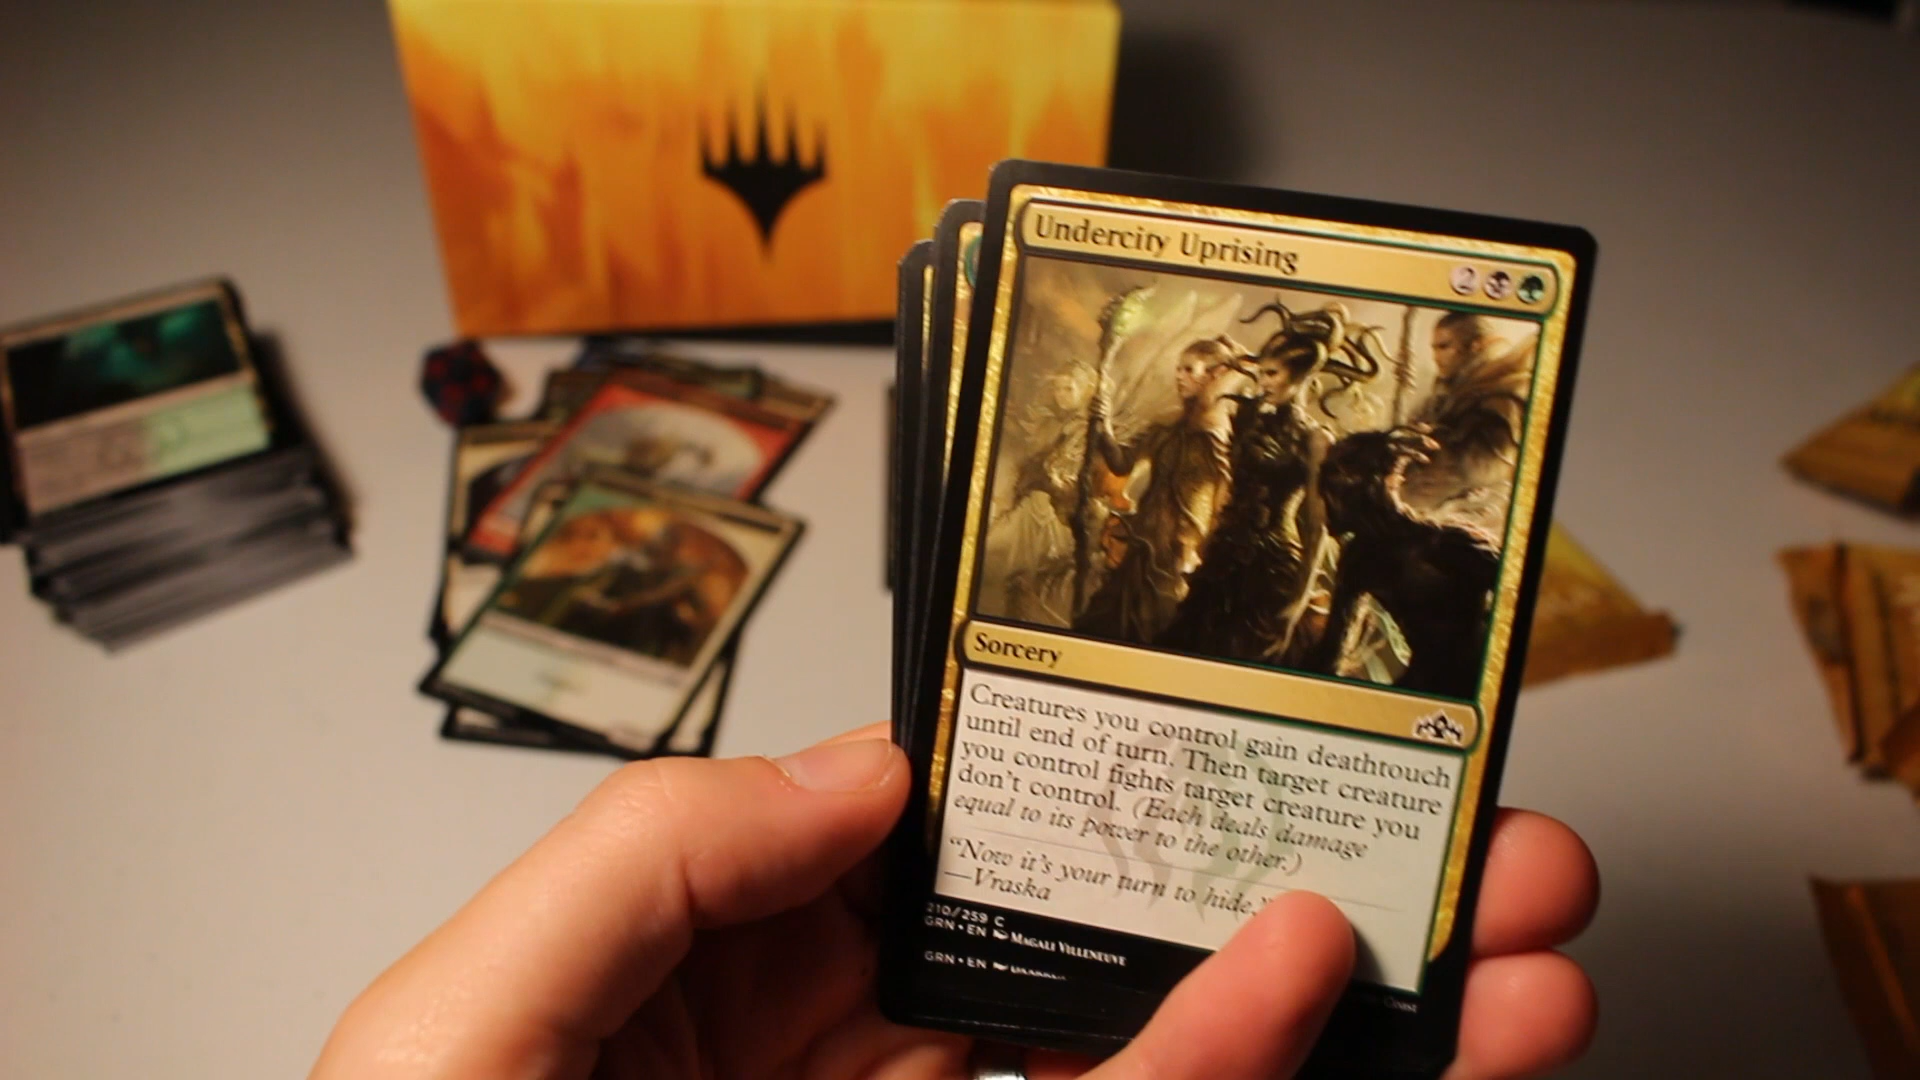 Undercity Uprising
2
Sorcery
Creatures you control gain deathtouch
until end of turn. Then target creature
you control fights target creature you
don't control. (Each deals damage
equal to its power to the other.)
"Now it's your turn to hide."
—Vraska
210/259 C
GRN • EN MAGALI VILLENEUVE
GRN • EN
Coast